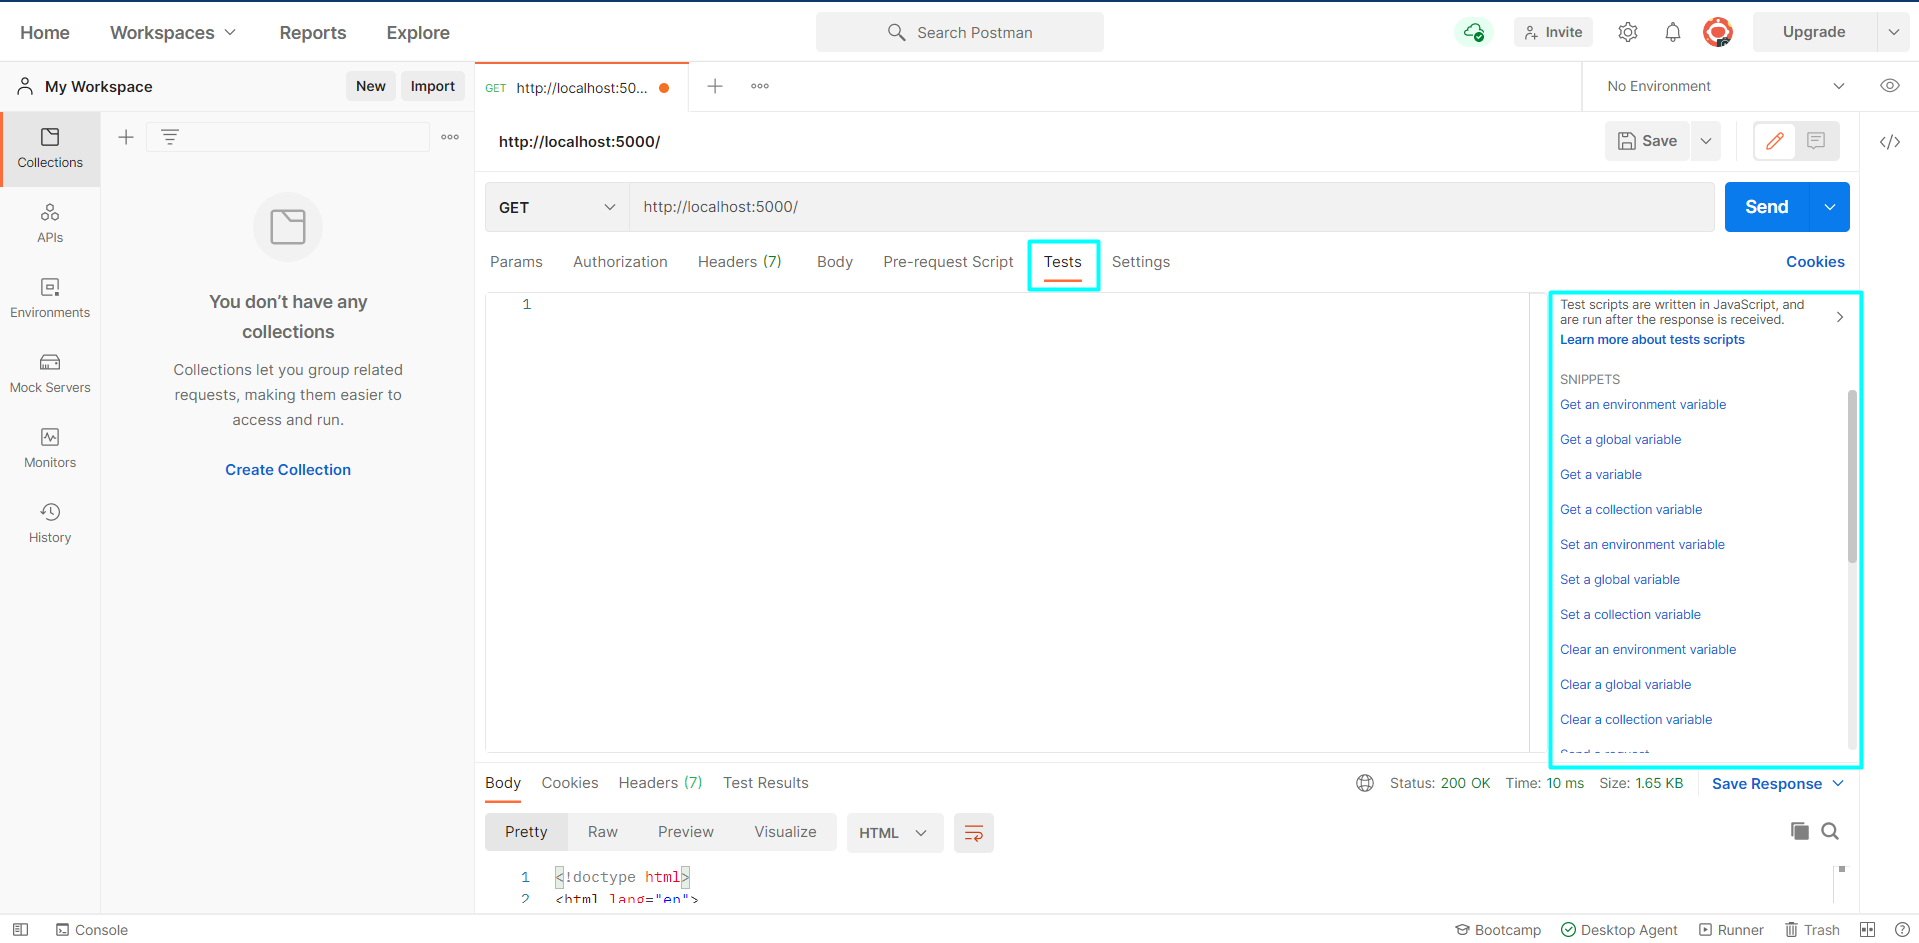 Home Workspaces Reports Explore Search Postman Invite Upgrade
My Workspace New Import GET http://localhost:50... No Environment
Collections
APIs
Environments
Mock Servers
Monitors
History
You don’t have any
collections
Collections let you group related
requests, making them easier to
access and run.
Create Collection
http://localhost:5000/ Save
GET http://localhost:5000/ Send
Params Authorization Headers (7) Body Pre-request Script Tests Settings Cookies
1
Test scripts are written in JavaScript, and
are run after the response is received.
Learn more about tests scripts
SNIPPETS
Get an environment variable
Get a global variable
Get a variable
Get a collection variable
Set an environment variable
Set a global variable
Set a collection variable
Clear an environment variable
Clear a global variable
Clear a collection variable
Send a request
Body Cookies Headers (7) Test Results Status: 200 OK Time: 10 ms Size: 1.65 KB Save Response
Pretty Raw Preview Visualize HTML
1 <!doctype html>
2 <html lang="en">
Console Bootcamp Desktop Agent Runner Trash